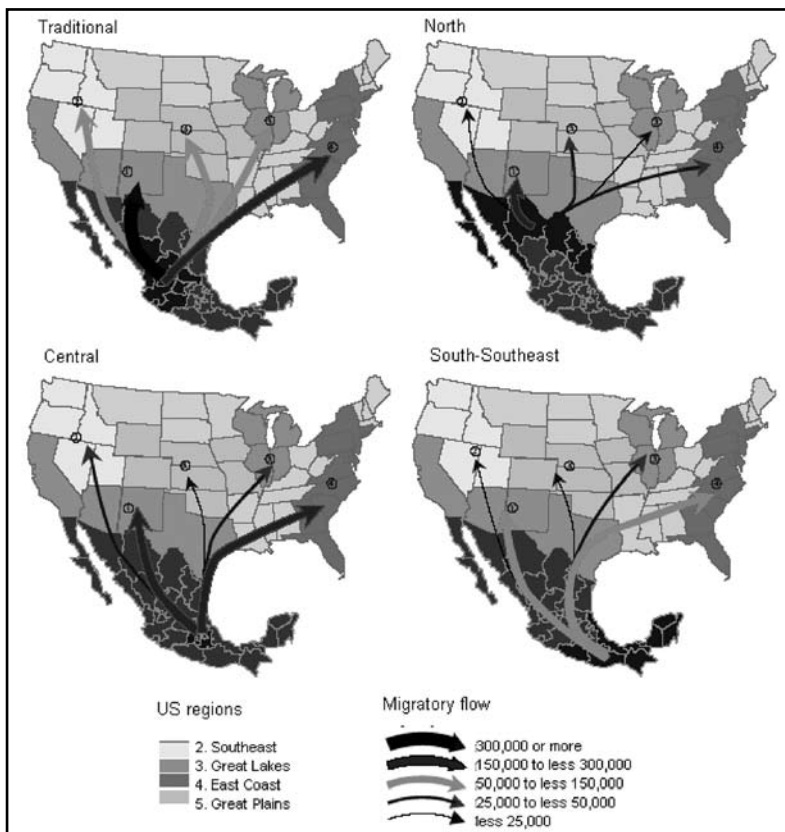 Traditional
North
Central
South-Southeast
US regions
2. Southeast
3. Great Lakes
4. East Coast
5. Great Plains
Migratory flow
300,000 or more
150,000 to less 300,000
50,000 to less 150,000
25,000 to less 50,000
less 25,000